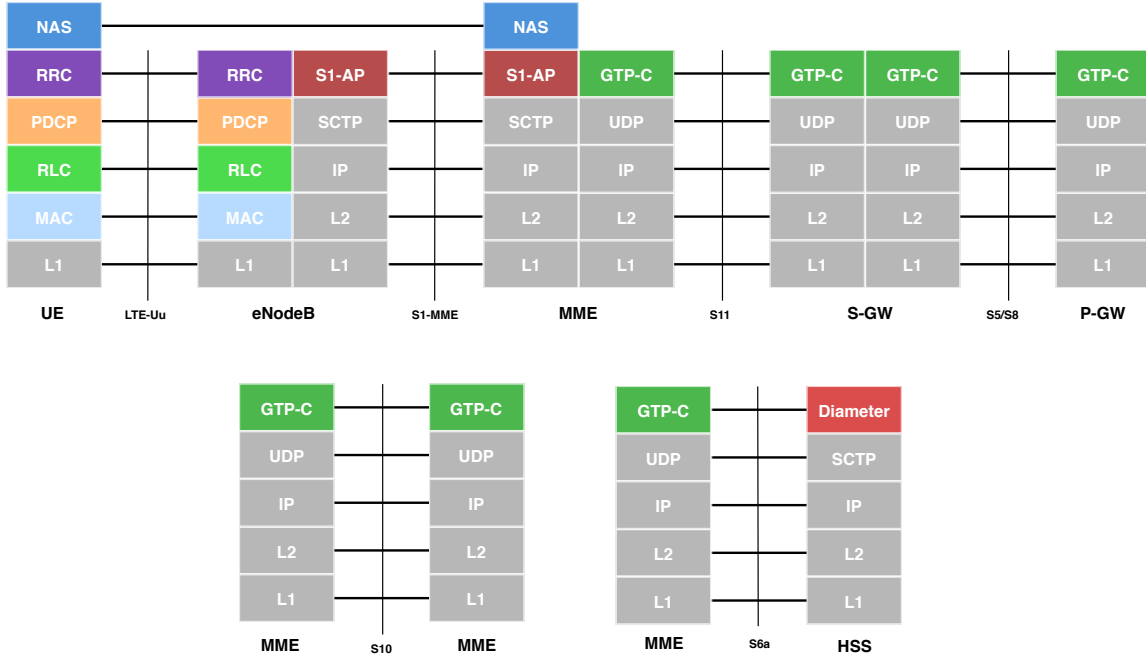 NAS NAS
RRC RRC S1-AP S1-AP GTP-C GTP-C GTP-C GTP-C
PDCP PDCP SCTP SCTP UDP UDP UDP UDP
RLC RLC IP IP IP IP IP IP
MAC MAC L2 L2 L2 L2 L2 L2
L1 L1 L1 L1 L1 L1 L1 L1
UE LTE-Uu eNodeB S1-MME MME S11 S-GW S5/S8 P-GW
GTP-C GTP-C GTP-C Diameter
UDP UDP UDP SCTP
IP IP IP IP
L2 L2 L2 L2
L1 L1 L1 L1
MME S10 MME MME S6a HSS